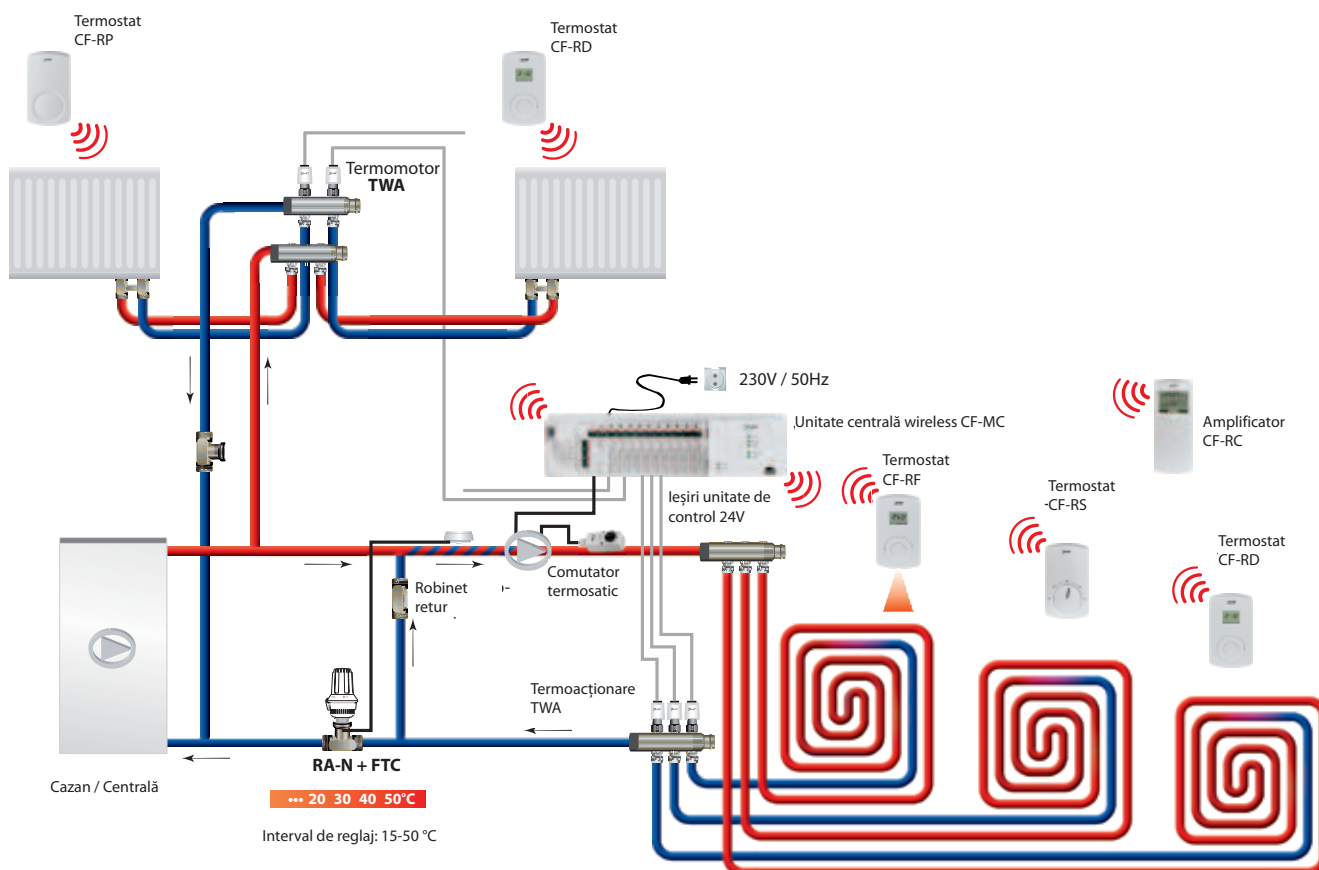 Termostat
CF-RP
Termostat
CF-RD
Termomotor
TWA
230V / 50Hz
Unitate centrală wireless CF-MC
Amplificator
CF-RC
Termostat
CF-RF
Ieșiri unitate de
control 24V
Termostat
-CF-RS
Termostat
CF-RD
Robinet
retur
Comutator
termosatic
Termoacționare
TWA
RA-N + FTC
Cazan / Centrală
••• 20 30 40 50°C
Interval de reglaj: 15-50 °C